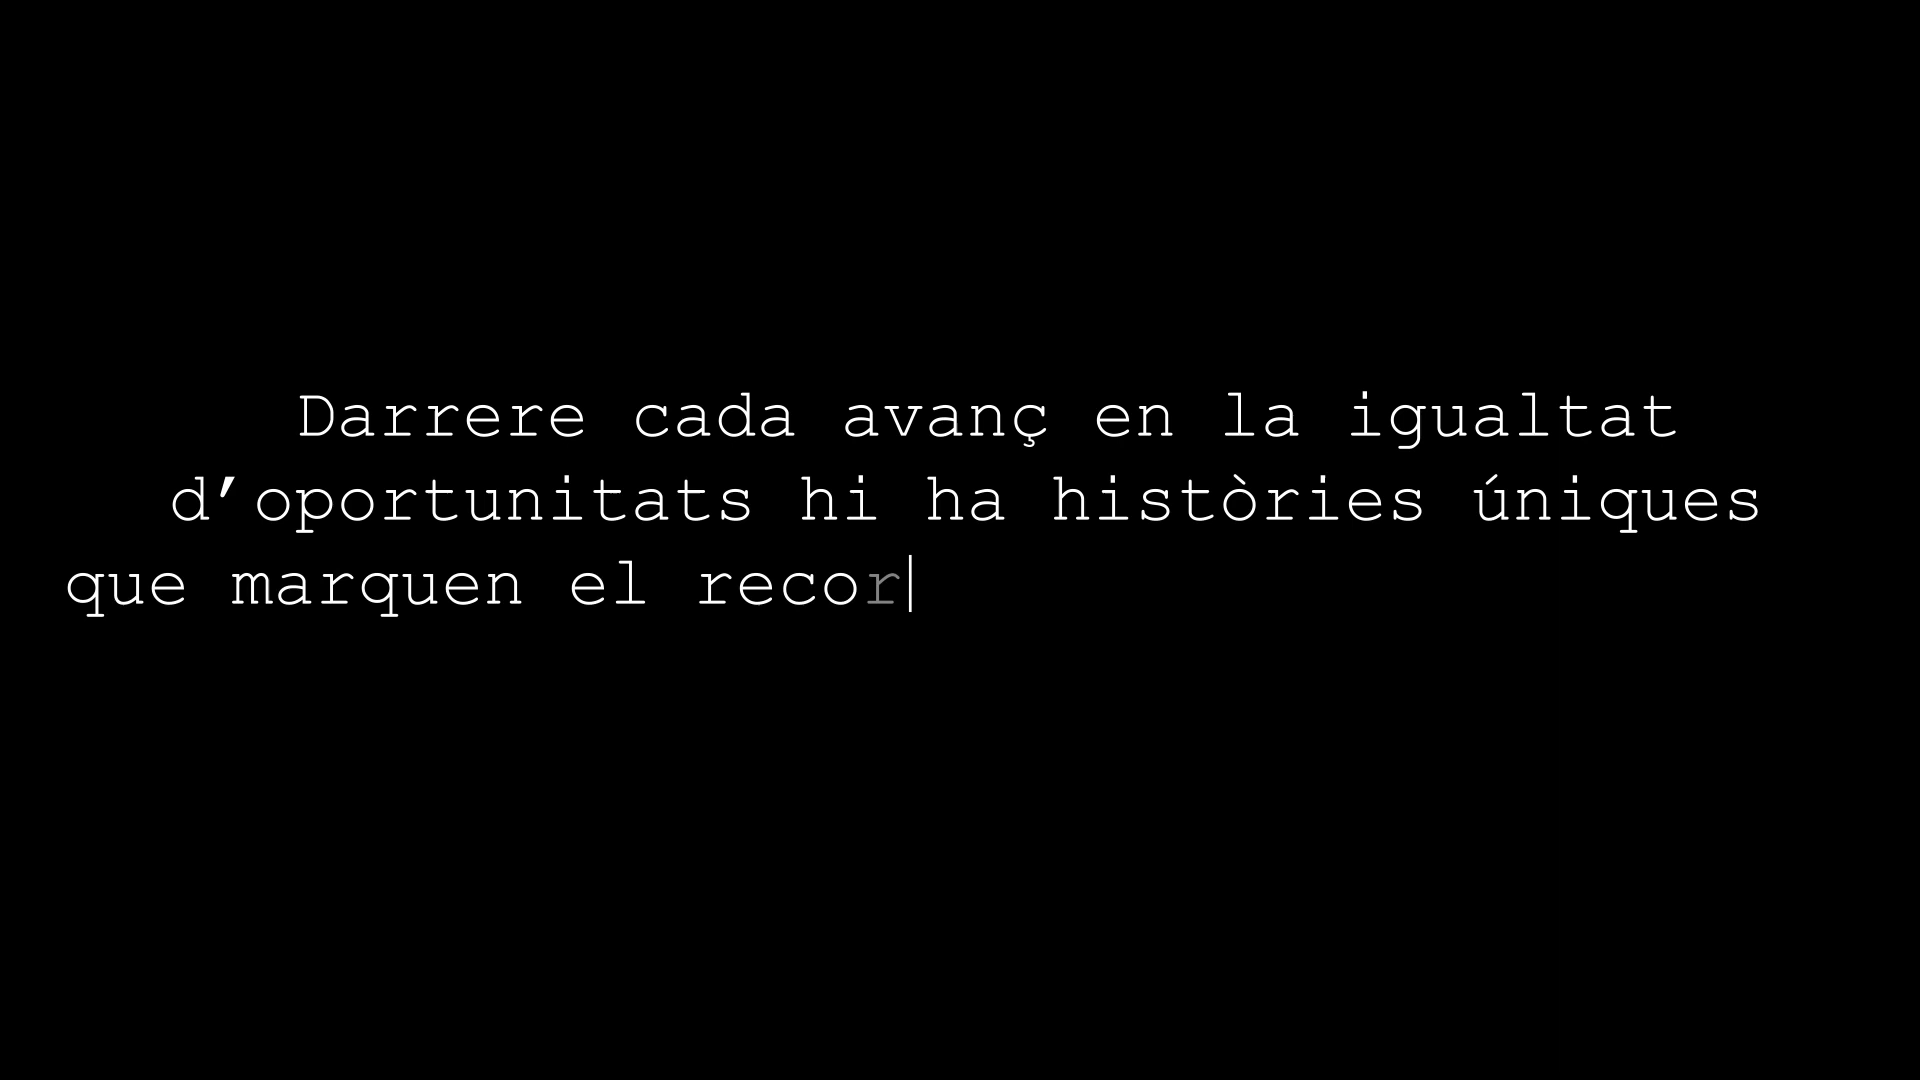 Darrere cada avanç en la igualtat
d’oportunitats hi ha històries úniques
que marquen el recor